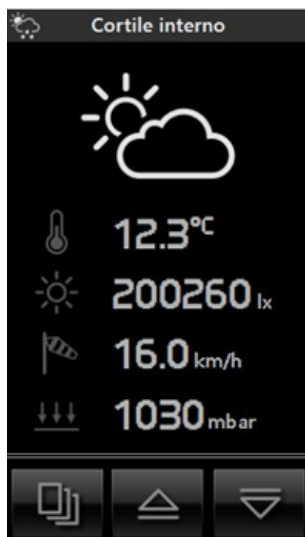 Cortile interno
12.3°C
200260 lx
16.0 km/h
1030 mbar